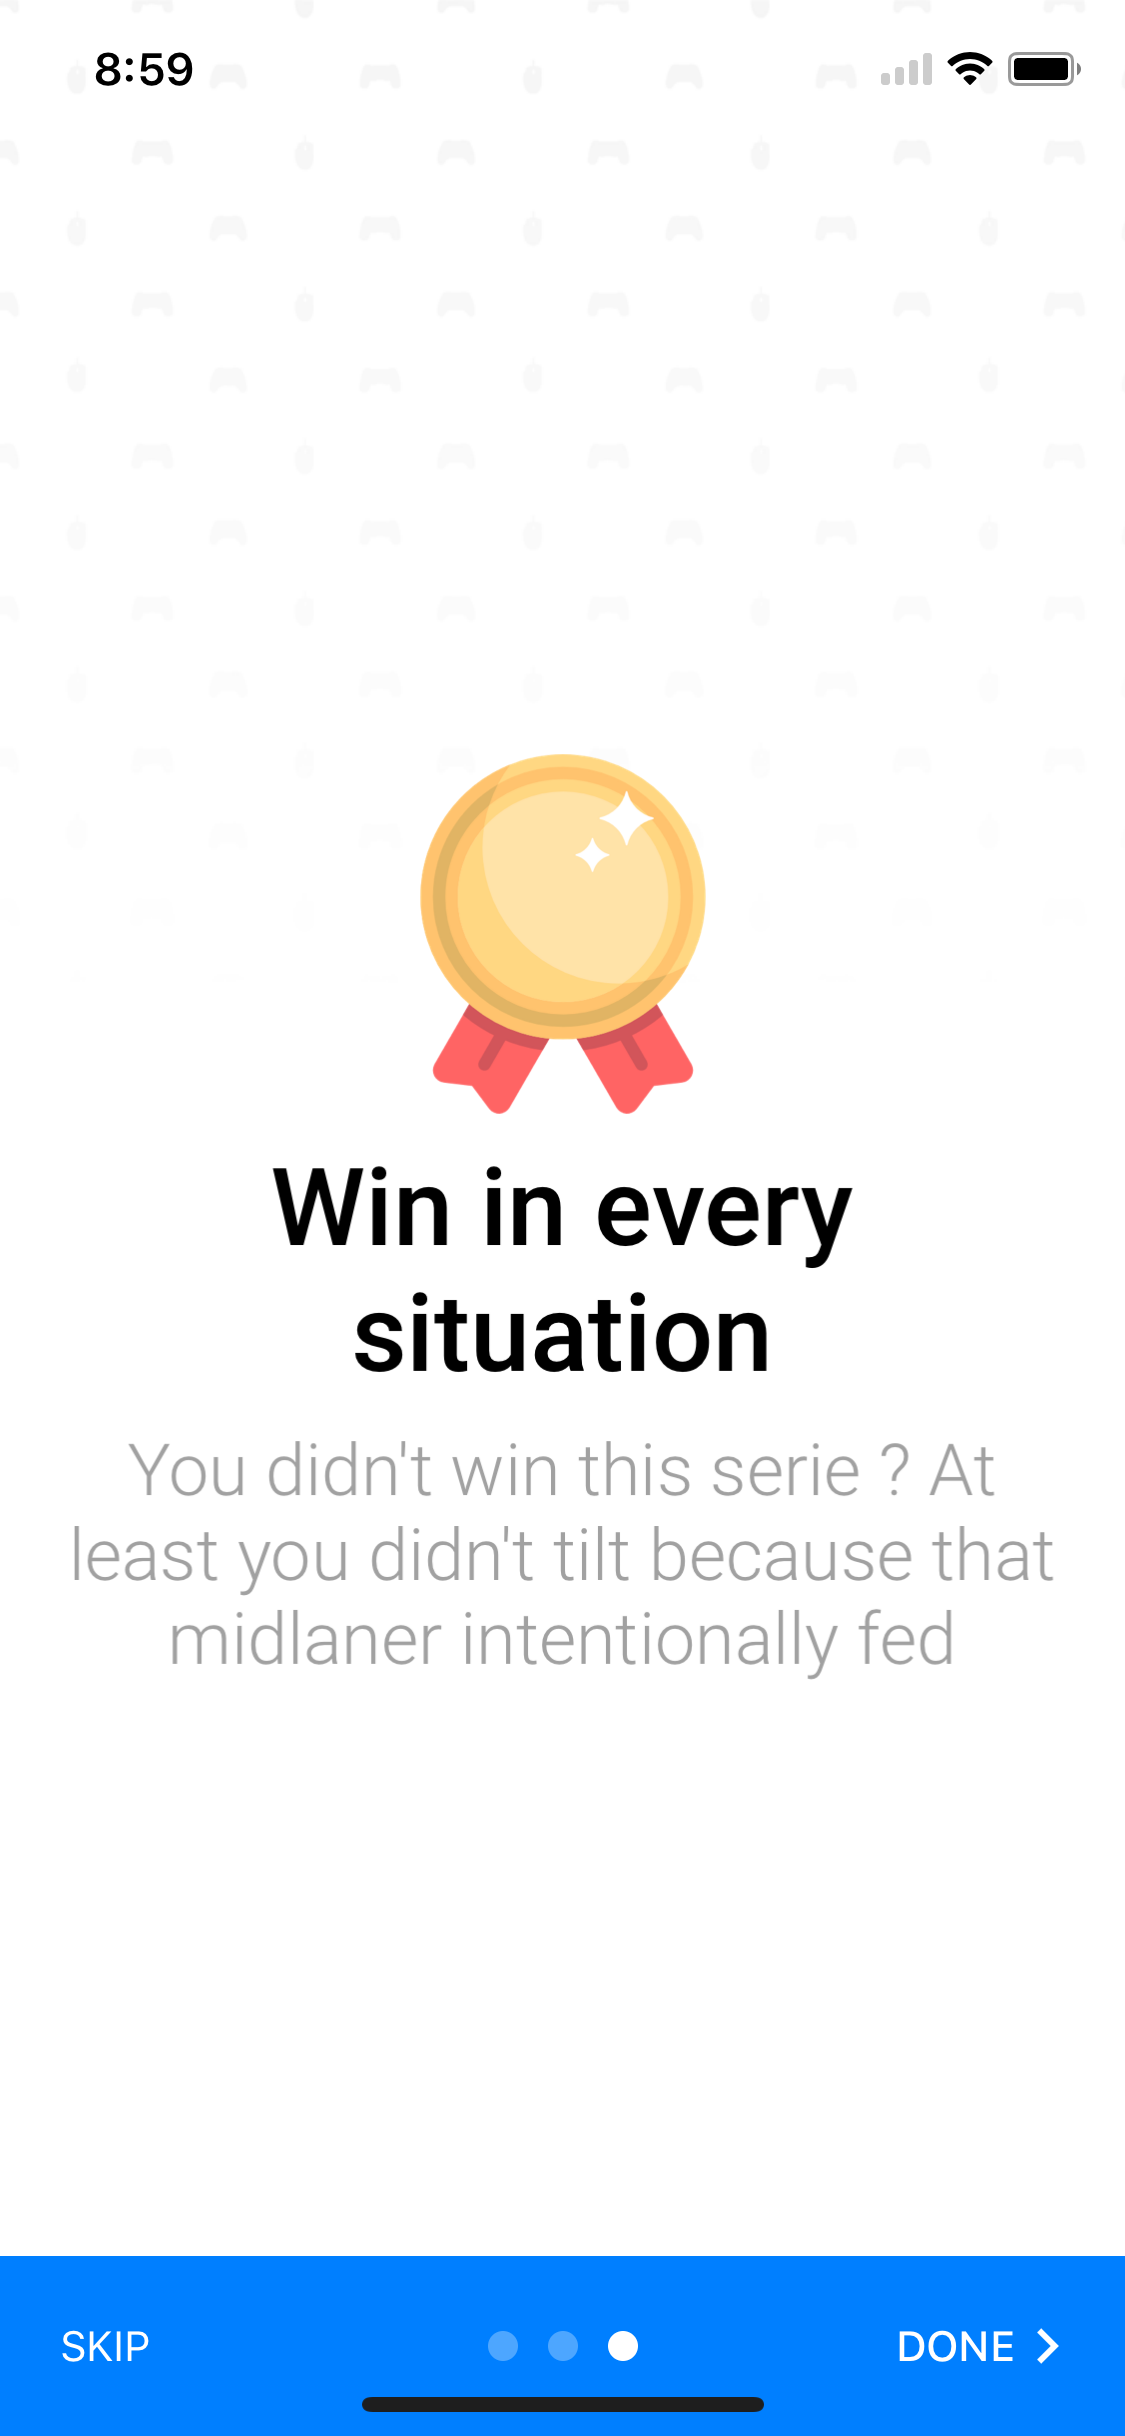 8:59
Win in every
situation
You didn't win this serie ? At
least you didn't tilt because that
midlaner intentionally fed
SKIP
DONE